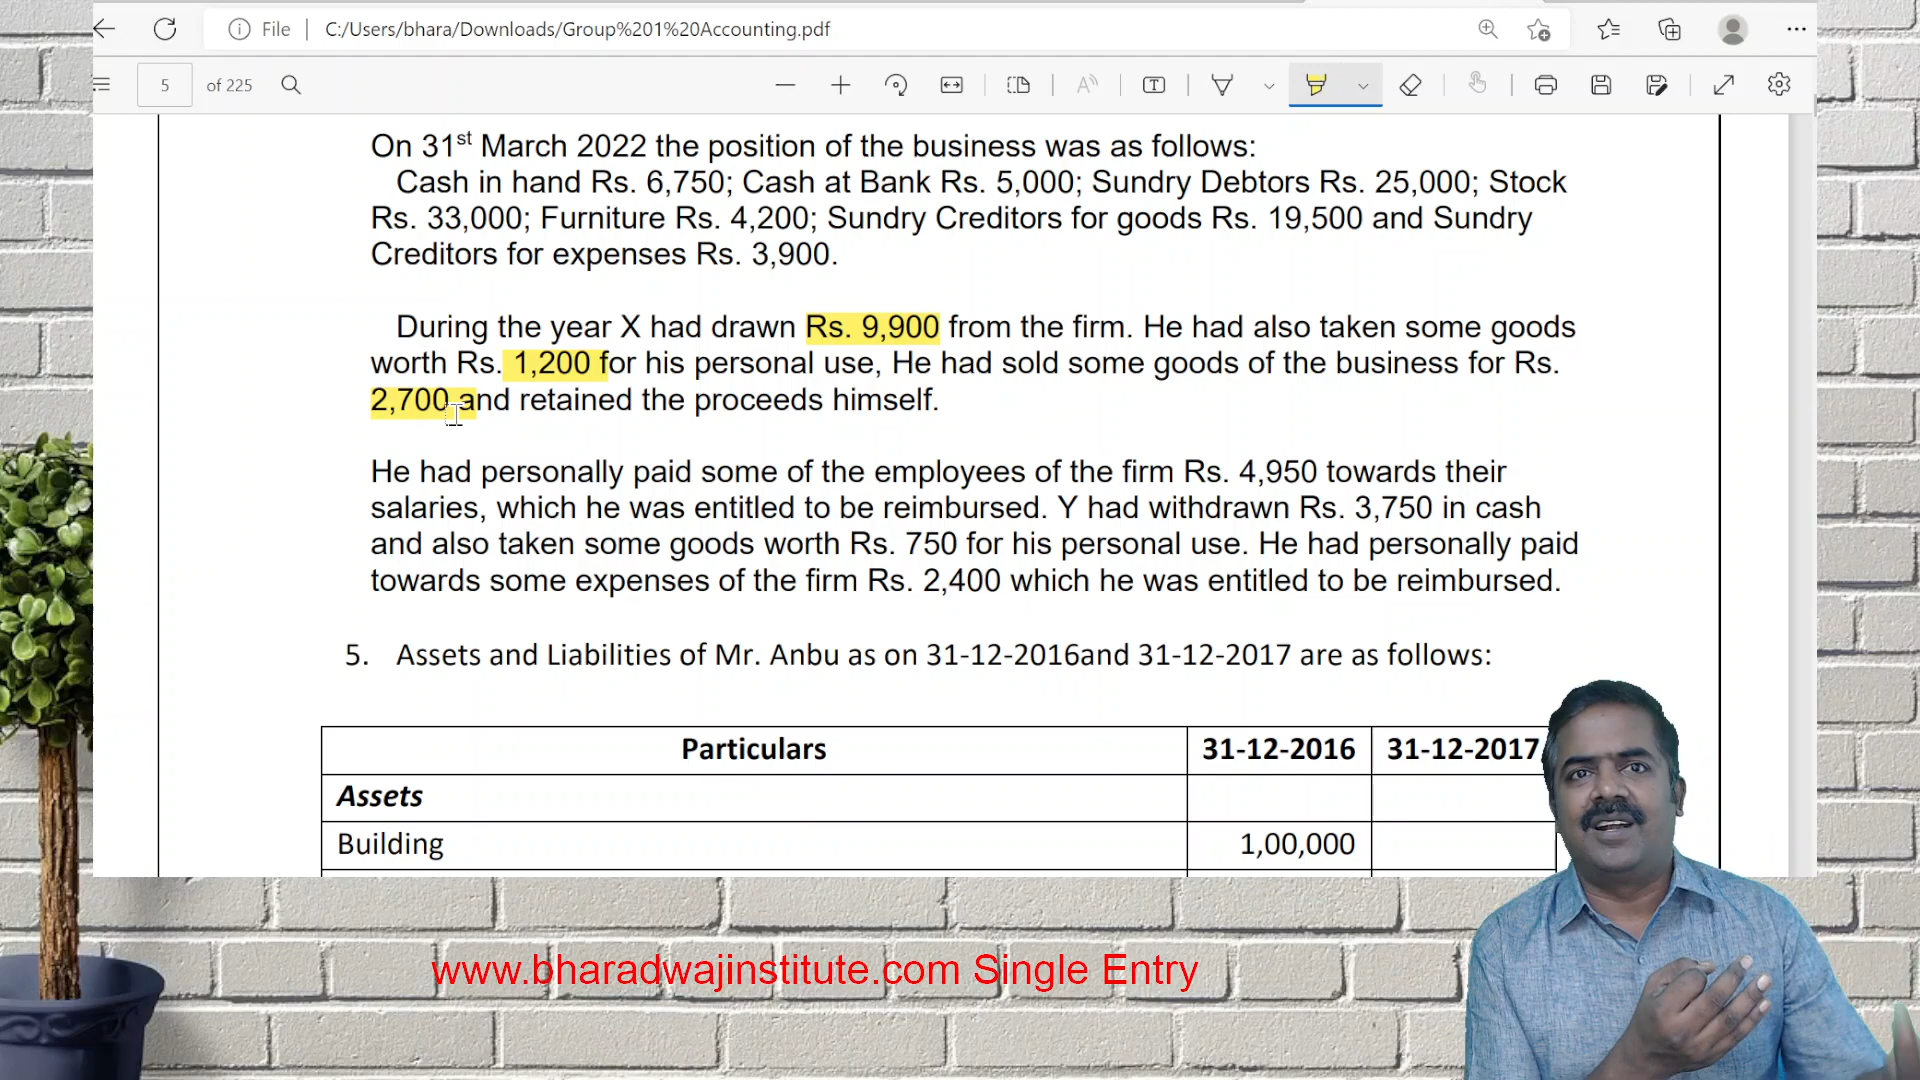 File | C:/Users/bhara/Downloads/Group%201%20Accounting.pdf
5 of 225
On 31st March 2022 the position of the business was as follows:
Cash in hand Rs. 6,750; Cash at Bank Rs. 5,000; Sundry Debtors Rs. 25,000; Stock
Rs. 33,000; Furniture Rs. 4,200; Sundry Creditors for goods Rs. 19,500 and Sundry
Creditors for expenses Rs. 3,900.
During the year X had drawn Rs. 9,900 from the firm. He had also taken some goods
worth Rs. 1,200 for his personal use, He had sold some goods of the business for Rs.
2,700 and retained the proceeds himself.
He had personally paid some of the employees of the firm Rs. 4,950 towards their
salaries, which he was entitled to be reimbursed. Y had withdrawn Rs. 3,750 in cash
and also taken some goods worth Rs. 750 for his personal use. He had personally paid
towards some expenses of the firm Rs. 2,400 which he was entitled to be reimbursed.
5. Assets and Liabilities of Mr. Anbu as on 31-12-2016and 31-12-2017 are as follows:
Particulars 31-12-2016 31-12-2017
Assets
Building 1,00,000
www.bharadwajinstitute.com Single Entry